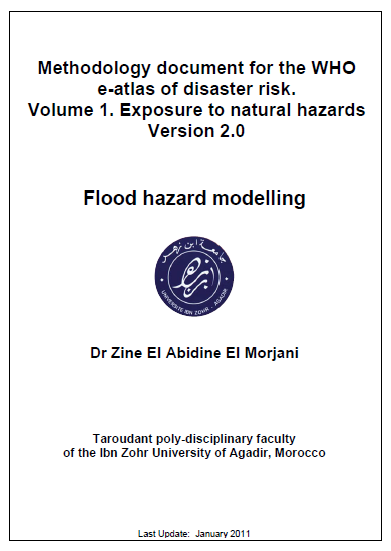 Methodology document for the WHO
e-atlas of disaster risk.
Volume 1. Exposure to natural hazards
Version 2.0
Flood hazard modelling
جامعة ابن زهر
UNIVERSITE IBN ZOHR - AGADIR
Dr Zine El Abidine El Morjani
Taroudant poly-disciplinary faculty
of the Ibn Zohr University of Agadir, Morocco
Last Update: January 2011